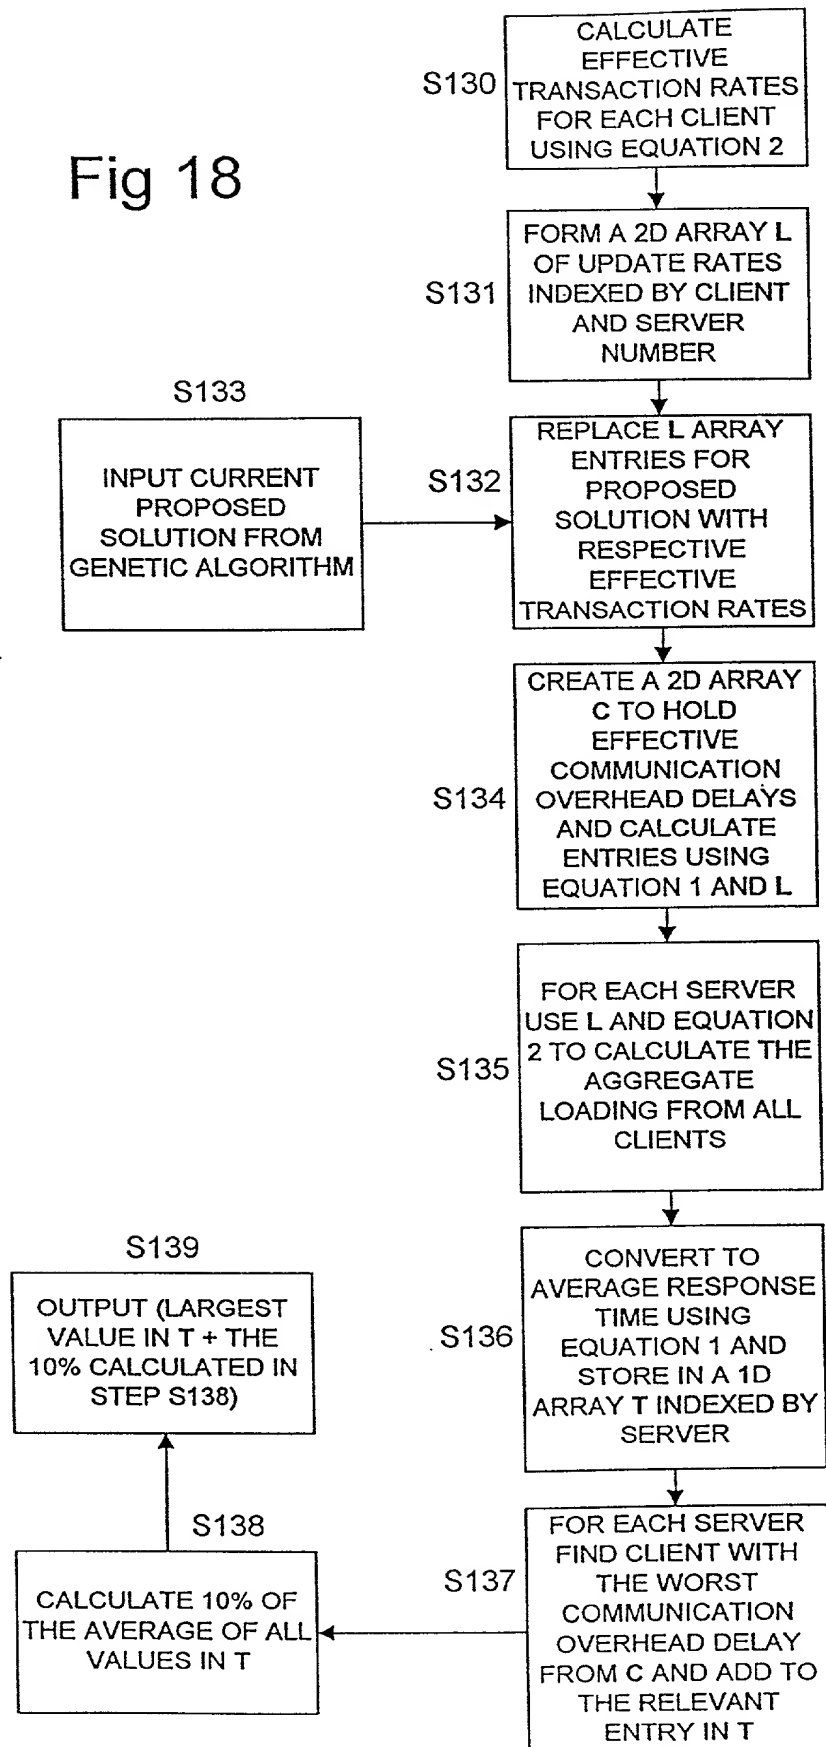 Fig 18
S130
CALCULATE
EFFECTIVE
TRANSACTION RATES
FOR EACH CLIENT
USING EQUATION 2
S131
FORM A 2D ARRAY L
OF UPDATE RATES
INDEXED BY CLIENT
AND SERVER
NUMBER
S133
INPUT CURRENT
PROPOSED
SOLUTION FROM
GENETIC ALGORITHM
S132
REPLACE L ARRAY
ENTRIES FOR
PROPOSED
SOLUTION WITH
RESPECTIVE
EFFECTIVE
TRANSACTION RATES
S134
CREATE A 2D ARRAY
C TO HOLD
EFFECTIVE
COMMUNICATION
OVERHEAD DELAYS
AND CALCULATE
ENTRIES USING
EQUATION 1 AND L
S135
FOR EACH SERVER
USE L AND EQUATION
2 TO CALCULATE THE
AGGREGATE
LOADING FROM ALL
CLIENTS
S136
CONVERT TO
AVERAGE RESPONSE
TIME USING
EQUATION 1 AND
STORE IN A 1D
ARRAY T INDEXED BY
SERVER
S137
FOR EACH SERVER
FIND CLIENT WITH
THE WORST
COMMUNICATION
OVERHEAD DELAY
FROM C AND ADD TO
THE RELEVANT
ENTRY IN T
S138
CALCULATE 10% OF
THE AVERAGE OF ALL
VALUES IN T
S139
OUTPUT (LARGEST
VALUE IN T + THE
10% CALCULATED IN
STEP S138)